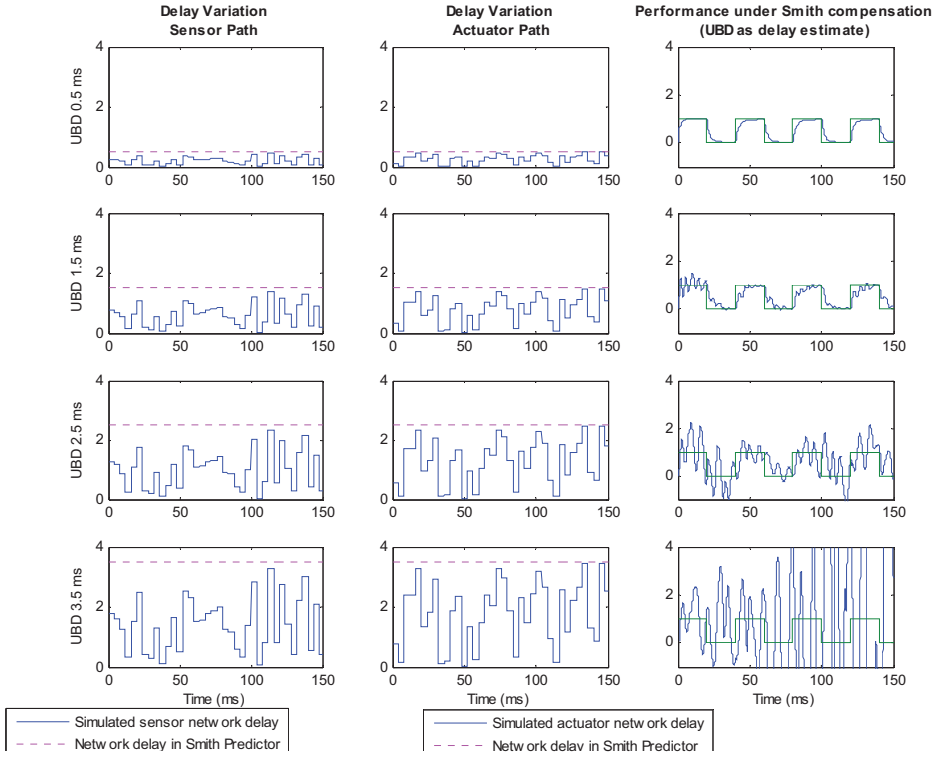 Delay Variation
Sensor Path
Delay Variation
Actuator Path
Performance under Smith compensation
(UBD as delay estimate)
UBD 0.5 ms
4
2
0
0 50 100 150
4
2
0
0 50 100 150
4
2
0
0 50 100 150
UBD 1.5 ms
4
2
0
0 50 100 150
4
2
0
0 50 100 150
4
2
0
0 50 100 150
UBD 2.5 ms
4
2
0
0 50 100 150
4
2
0
0 50 100 150
4
2
0
0 50 100 150
UBD 3.5 ms
4
2
0
0 50 100 150
Time (ms)
4
2
0
0 50 100 150
Time (ms)
4
2
0
0 50 100 150
Time (ms)
Simulated sensor network delay
Network delay in Smith Predictor
Simulated actuator network delay
Network delay in Smith Predictor